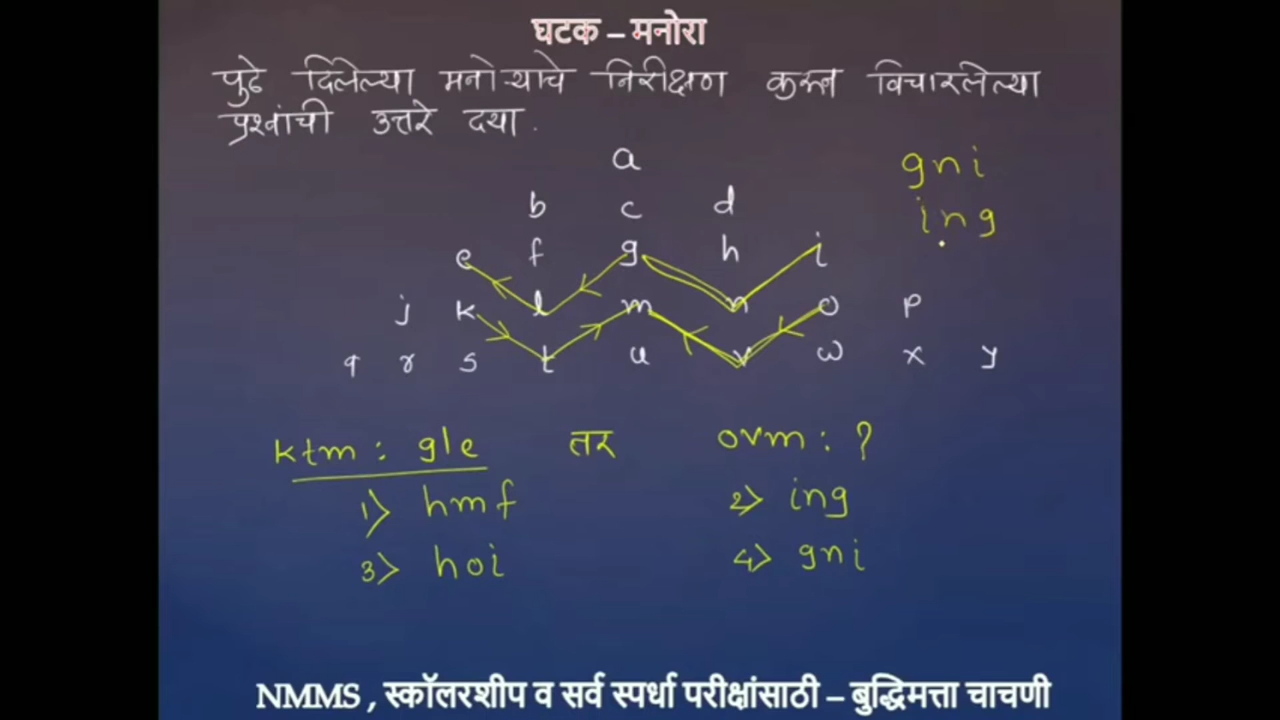 घटक – मनोरा
पुढे दिलेल्या मनोऱ्याचे निरीक्षण करून विचारलेल्या
प्रश्नांची उत्तरे दया.
a
b c d
e f g h i
j k l m n o p
q r s t u v w x y
gni
ing
ktm : gle तर ovm : ?
1) hmf 2) ing
3) hoi 4) gni
NMMS , स्कॉलरशीप व सर्व स्पर्धा परीक्षांसाठी – बुद्धिमत्ता चाचणी